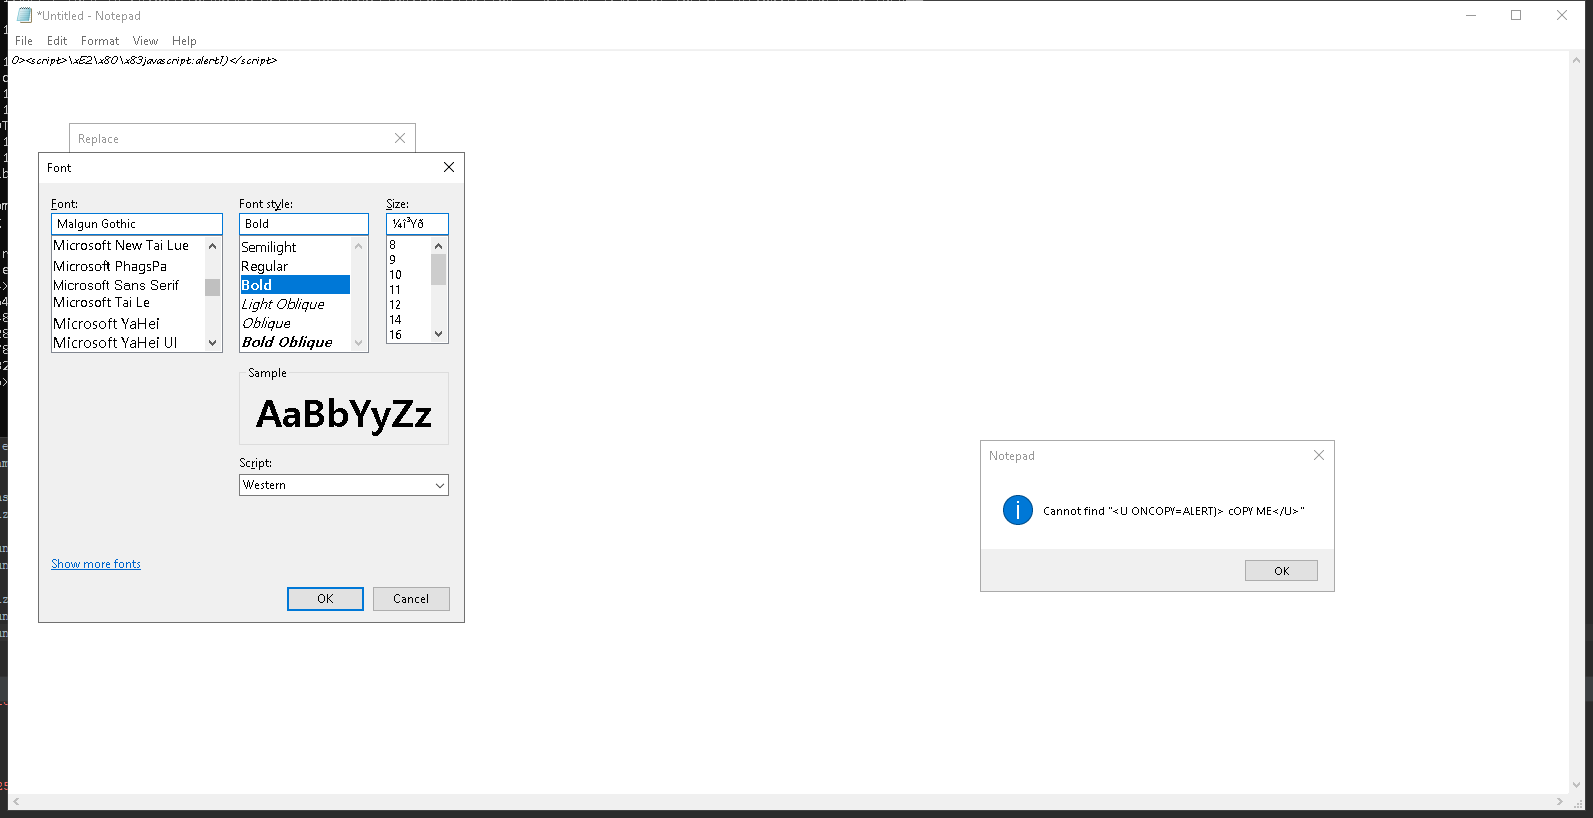 *Untitled - Notepad
File Edit Format View Help
0><script>\xE2\x80\x83javascript:alert1)</script>
Replace
Font
Font: Font style: Size:
Malgun Gothic Bold ¼î³Ýð
Microsoft New Tai Lue
Microsoft PhagsPa
Microsoft Sans Serif
Microsoft Tai Le
Microsoft YaHei
Microsoft YaHei UI
Semilight
Regular
Bold
Light Oblique
Oblique
Bold Oblique
8
9
10
11
12
14
16
Sample
AaBbYyZz
Script:
Western
Show more fonts
OK Cancel
Notepad
Cannot find "<U ONCOPY=ALERT)> cOPY ME</U>"
OK